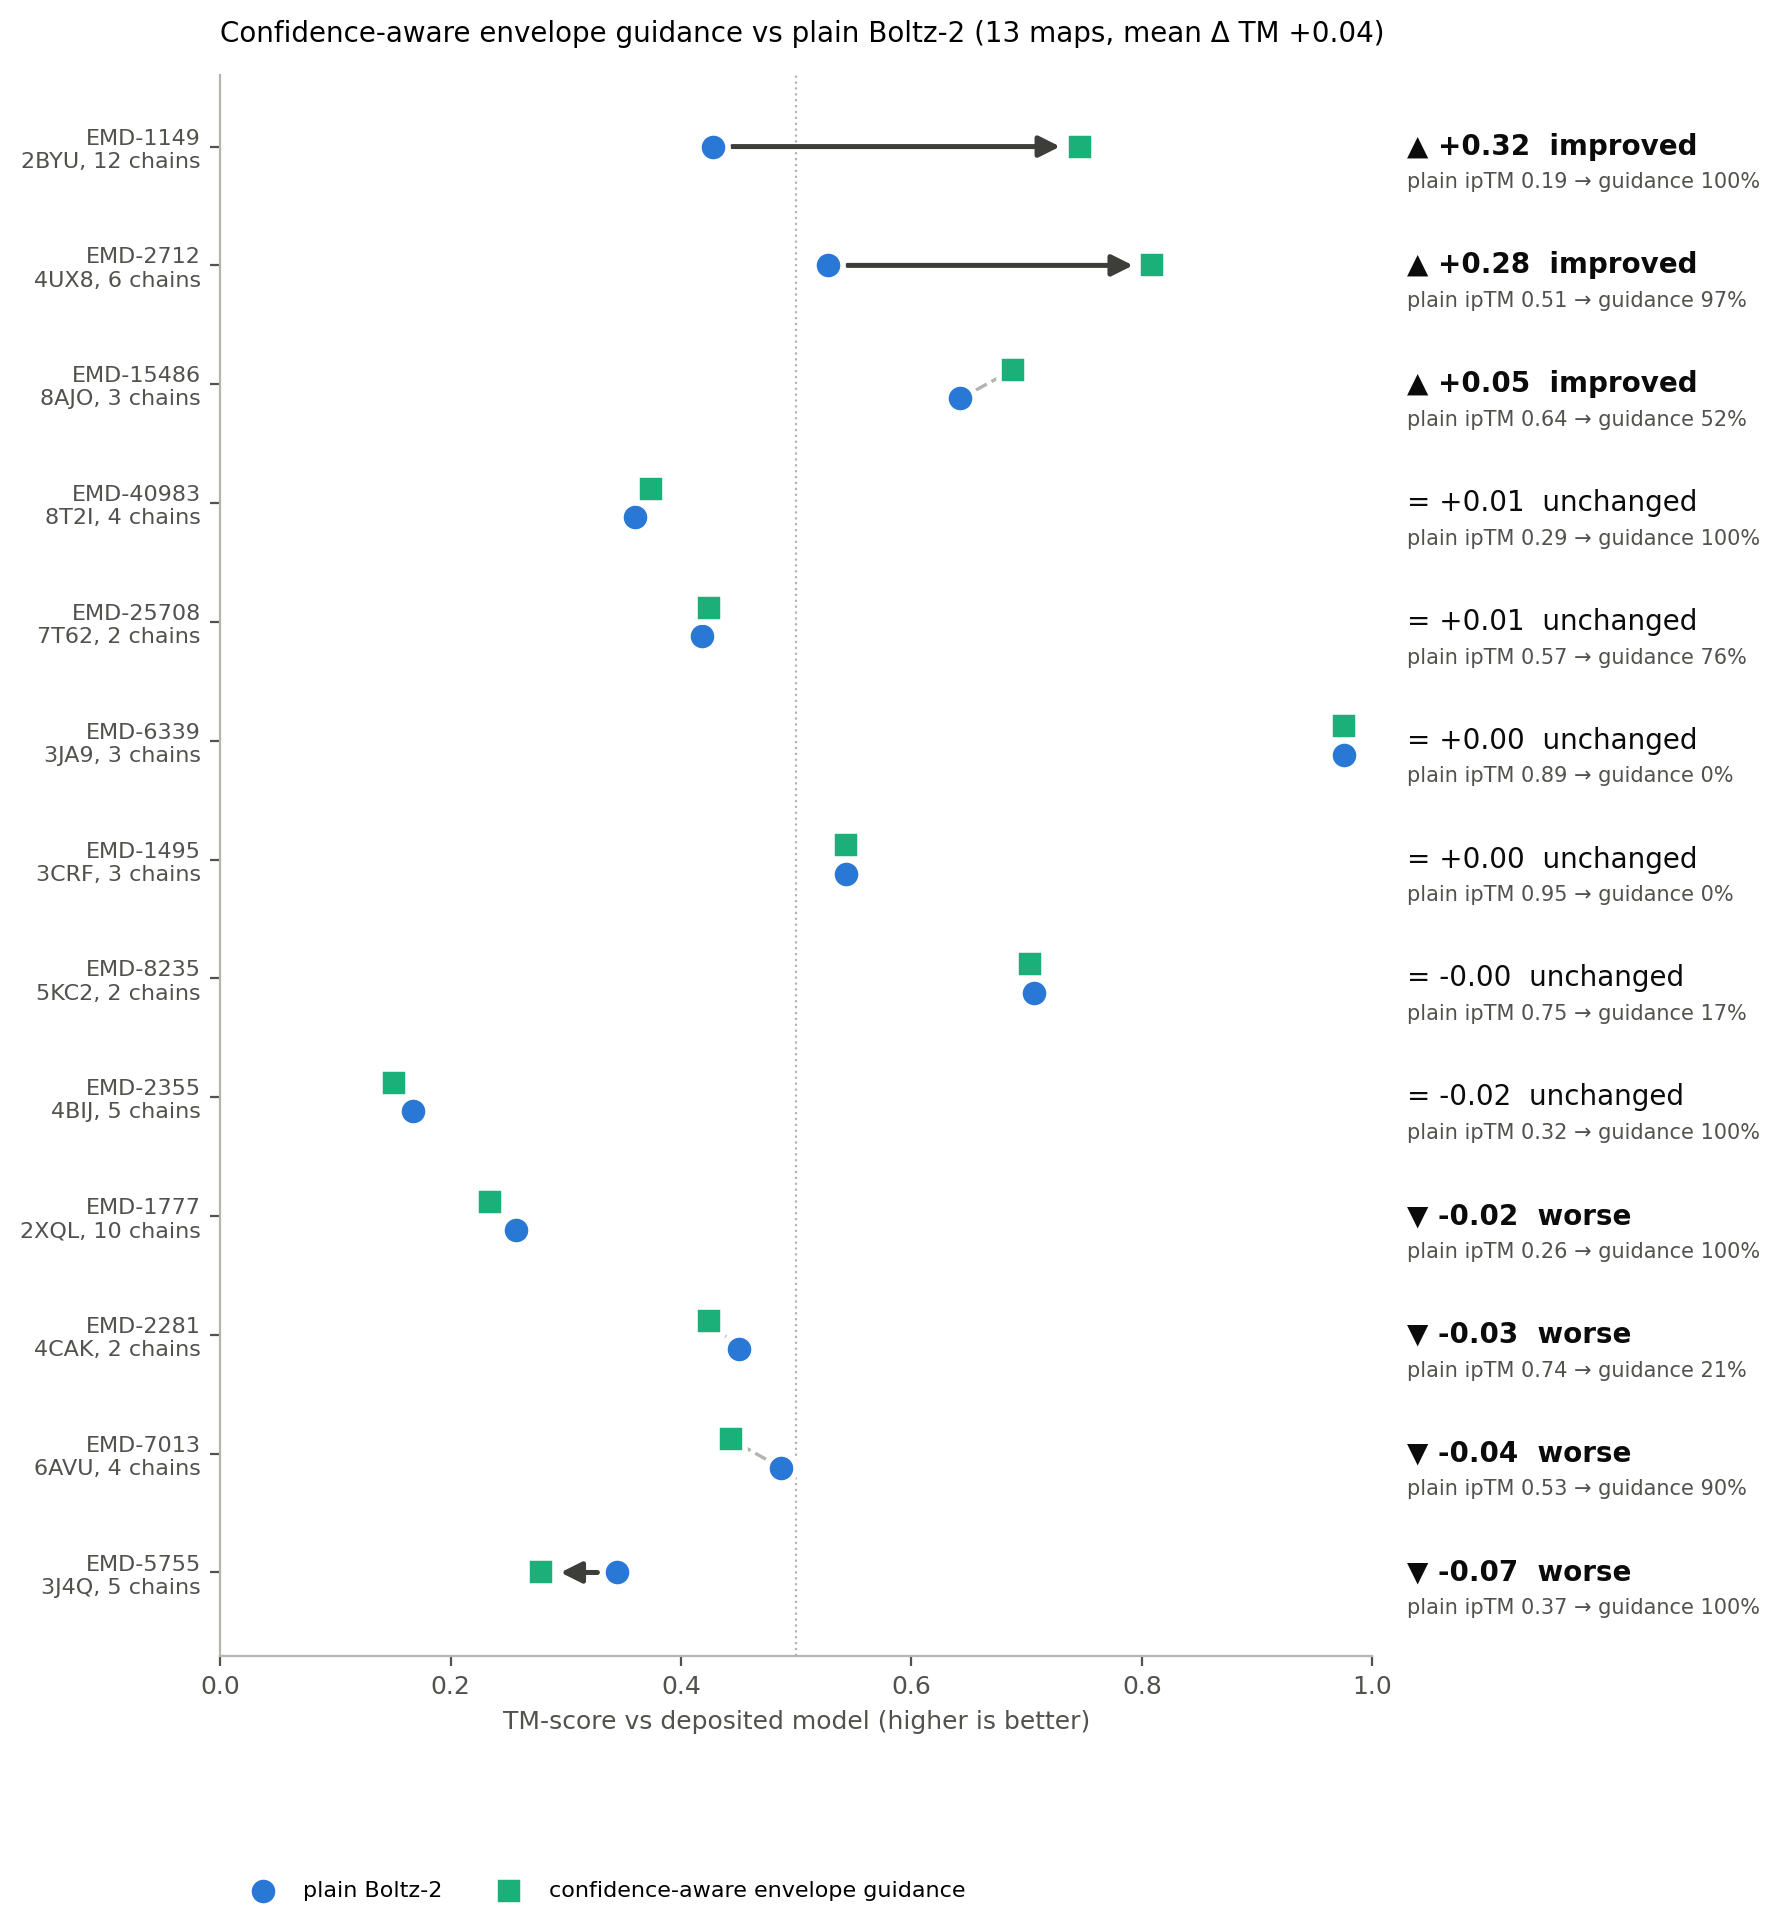 Confidence-aware envelope guidance vs plain Boltz-2 (13 maps, mean Δ TM +0.04)
EMD-1149
2BYU, 12 chains
▲ +0.32 improved
plain ipTM 0.19 → guidance 100%
EMD-2712
4UX8, 6 chains
▲ +0.28 improved
plain ipTM 0.51 → guidance 97%
EMD-15486
8AJO, 3 chains
▲ +0.05 improved
plain ipTM 0.64 → guidance 52%
EMD-40983
8T2I, 4 chains
= +0.01 unchanged
plain ipTM 0.29 → guidance 100%
EMD-25708
7T62, 2 chains
= +0.01 unchanged
plain ipTM 0.57 → guidance 76%
EMD-6339
3JA9, 3 chains
= +0.00 unchanged
plain ipTM 0.89 → guidance 0%
EMD-1495
3CRF, 3 chains
= +0.00 unchanged
plain ipTM 0.95 → guidance 0%
EMD-8235
5KC2, 2 chains
= -0.00 unchanged
plain ipTM 0.75 → guidance 17%
EMD-2355
4BIJ, 5 chains
= -0.02 unchanged
plain ipTM 0.32 → guidance 100%
EMD-1777
2XQL, 10 chains
▼ -0.02 worse
plain ipTM 0.26 → guidance 100%
EMD-2281
4CAK, 2 chains
▼ -0.03 worse
plain ipTM 0.74 → guidance 21%
EMD-7013
6AVU, 4 chains
▼ -0.04 worse
plain ipTM 0.53 → guidance 90%
EMD-5755
3J4Q, 5 chains
▼ -0.07 worse
plain ipTM 0.37 → guidance 100%
0.0 0.2 0.4 0.6 0.8 1.0
TM-score vs deposited model (higher is better)
plain Boltz-2 confidence-aware envelope guidance